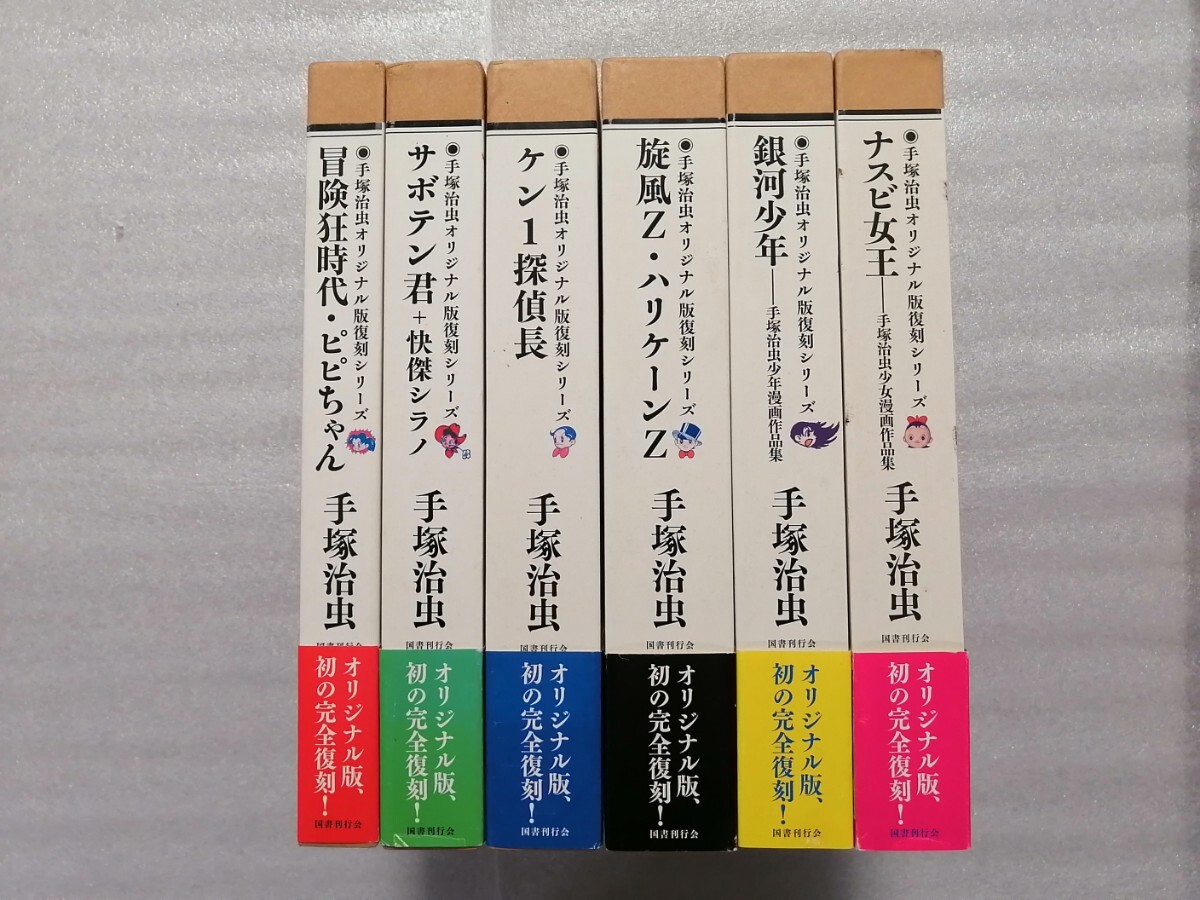 ●手塚治虫オリジナル版復刻シリーズ
冒険狂時代・ピピちゃん
手塚治虫
国書刊行会
オリジナル版、
初の完全復刻!
国書刊行会
●手塚治虫オリジナル版復刻シリーズ
サボテン君+快傑シラノ
手塚治虫
国書刊行会
オリジナル版、
初の完全復刻!
国書刊行会
●手塚治虫オリジナル版復刻シリーズ
ケン1探偵長
手塚治虫
国書刊行会
オリジナル版、
初の完全復刻!
国書刊行会
●手塚治虫オリジナル版復刻シリーズ
旋風Z・ハリケーンZ
手塚治虫
国書刊行会
オリジナル版、
初の完全復刻!
国書刊行会
●手塚治虫オリジナル版復刻シリーズ
銀河少年──手塚治虫少年漫画作品集
手塚治虫
国書刊行会
オリジナル版、
初の完全復刻!
国書刊行会
●手塚治虫オリジナル版復刻シリーズ
ナスビ女王──手塚治虫少女漫画作品集
手塚治虫
国書刊行会
オリジナル版、
初の完全復刻!
国書刊行会